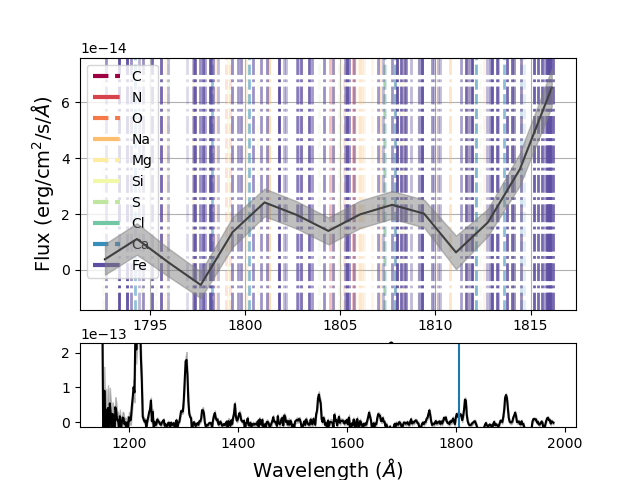 1e−14
Flux (erg/cm²/s/Å)
6
4
2
0
C
N
O
Na
Mg
Si
S
Cl
Ca
Fe
1795
1800
1805
1810
1815
1e−13
2
1
0
1200
1400
1600
1800
2000
Wavelength (Å)